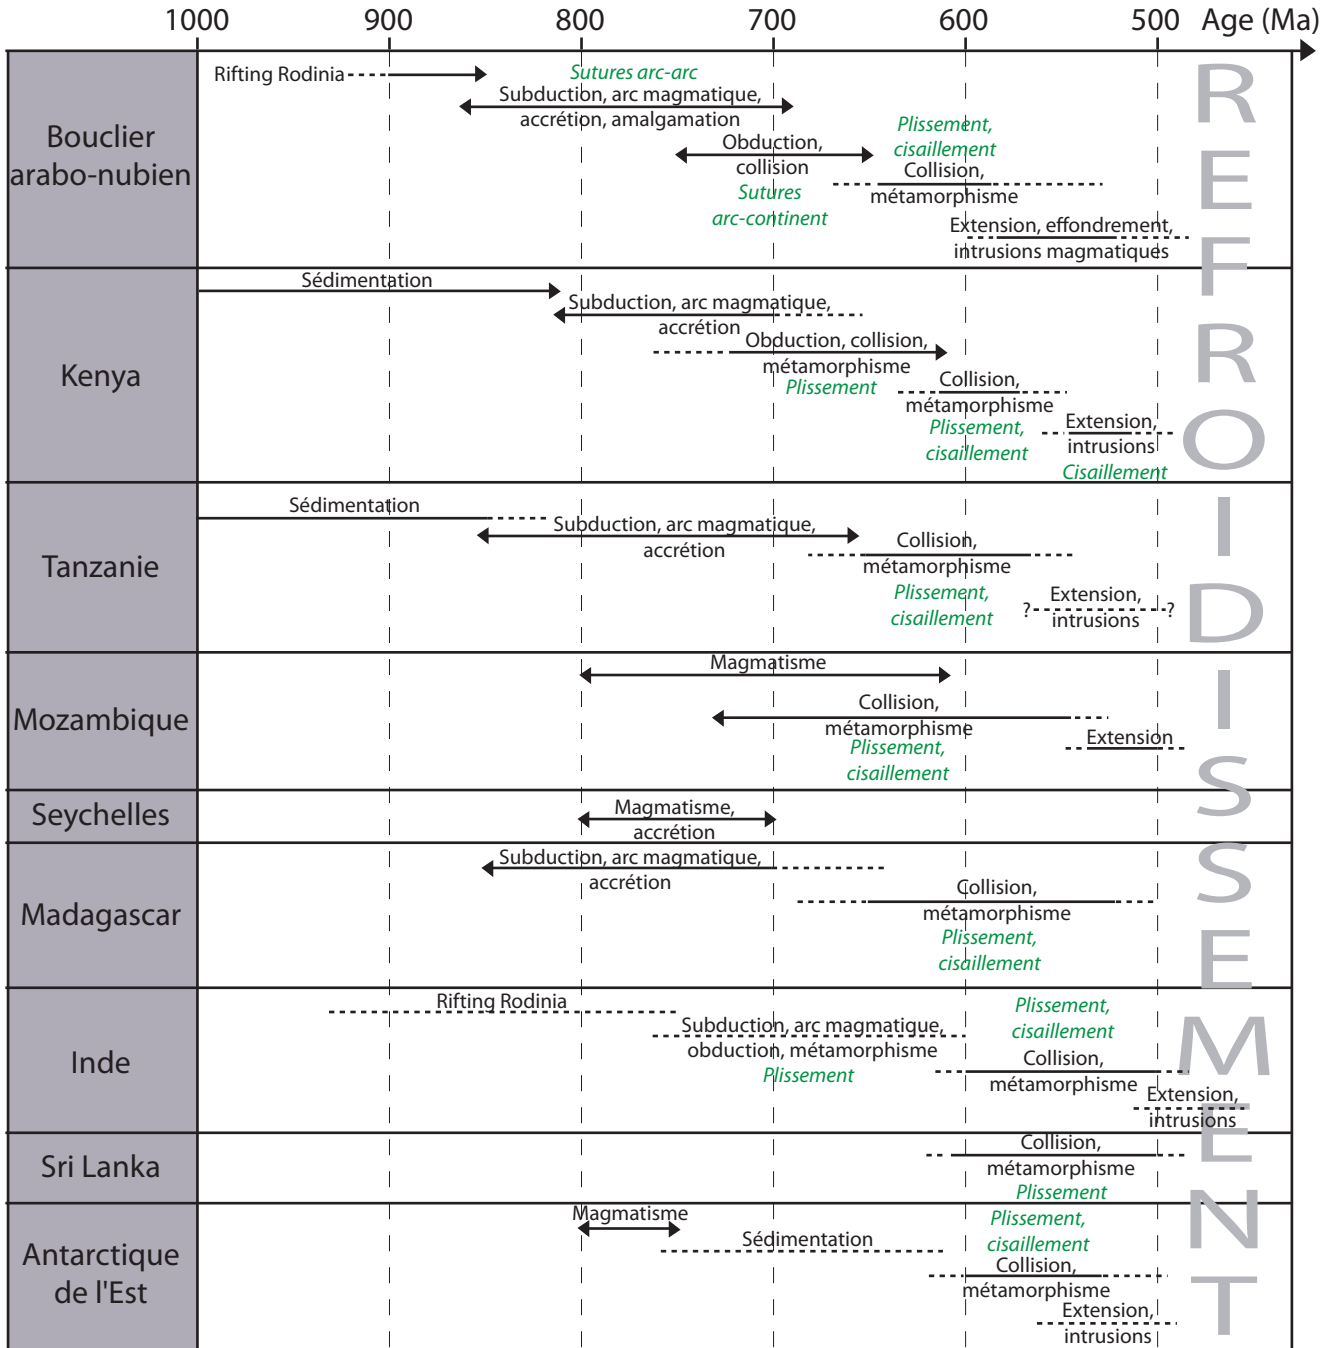 1000 900 800 700 600 500 Age (Ma)
Bouclier
arabo-nubien
Rifting Rodinia
Sutures arc-arc
Subduction, arc magmatique,
accrétion, amalgamation
Obduction,
collision
Sutures
arc-continent
Plissement,
cisaillement
Collision,
métamorphisme
Extension, effondrement,
intrusions magmatiques
Kenya
Sédimentation
Subduction, arc magmatique,
accrétion
Obduction, collision,
métamorphisme
Plissement
Collision,
métamorphisme
Plissement,
cisaillement
Extension,
intrusions
Cisaillement
Tanzanie
Sédimentation
Subduction, arc magmatique,
accrétion
Collision,
métamorphisme
Plissement,
cisaillement
Extension,
? ?
intrusions
Mozambique
Magmatisme
Collision,
métamorphisme
Plissement,
cisaillement
Extension
Seychelles
Magmatisme,
accrétion
Madagascar
Subduction, arc magmatique,
accrétion
Collision,
métamorphisme
Plissement,
cisaillement
Inde
Rifting Rodinia
Subduction, arc magmatique,
obduction, métamorphisme
Plissement
Plissement,
cisaillement
Collision,
métamorphisme
Extension,
intrusions
Sri Lanka
Collision,
métamorphisme
Plissement
Antarctique
de l'Est
Magmatisme
Sédimentation
Plissement,
cisaillement
Collision,
métamorphisme
Extension,
intrusions
REFROIDISSEMENT